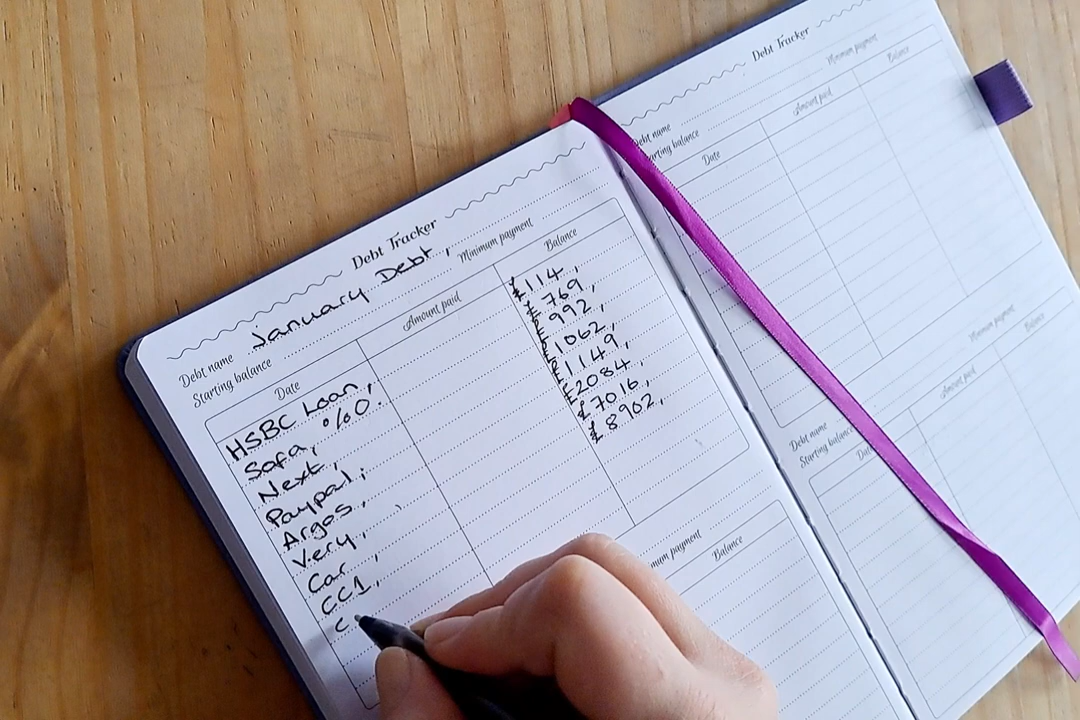 Debt Tracker
Debt name January Debt,
Starting balance Minimum payment
Date Amount paid Balance
HSBC Loan, £114,
Sofa, %0. £769,
Next, £992,
Paypal, £1062,
Argos, £1149,
Very, £2084,
Car, £7016,
CC1, £8902,
C
Minimum payment
Balance
Debt Tracker
Debt name
Starting balance Minimum payment
Date Amount paid Balance
Debt name
Starting balance Minimum payment
Date Amount paid Balance